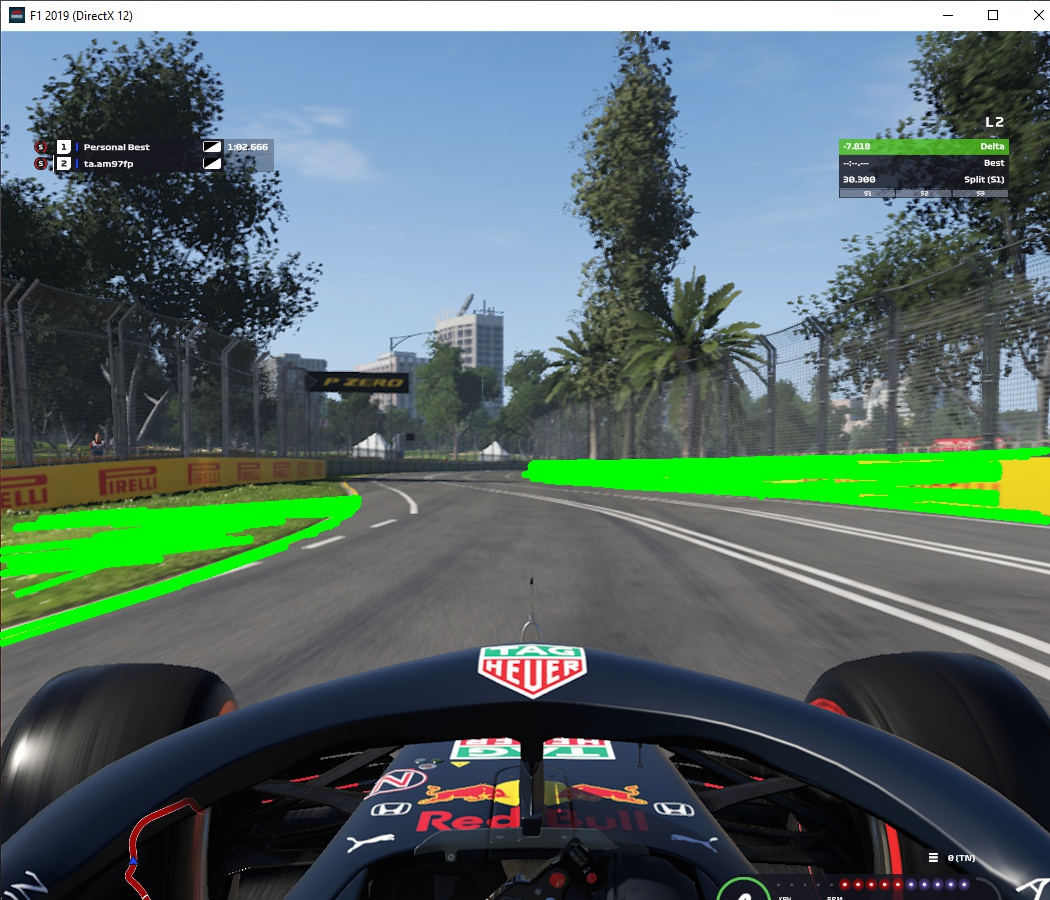 F1 2019 (DirectX 12)
L2
S 1 Personal Best 1:02.666
S 2 ta.am97fp
-7.818 Delta
--:--.--- Best
30.300 Split (S1)
S1 S2 S3
P ZERO
ELLI PIRELLI PIRELLI
TAG
HEUER
Red Bull
0 (TN)